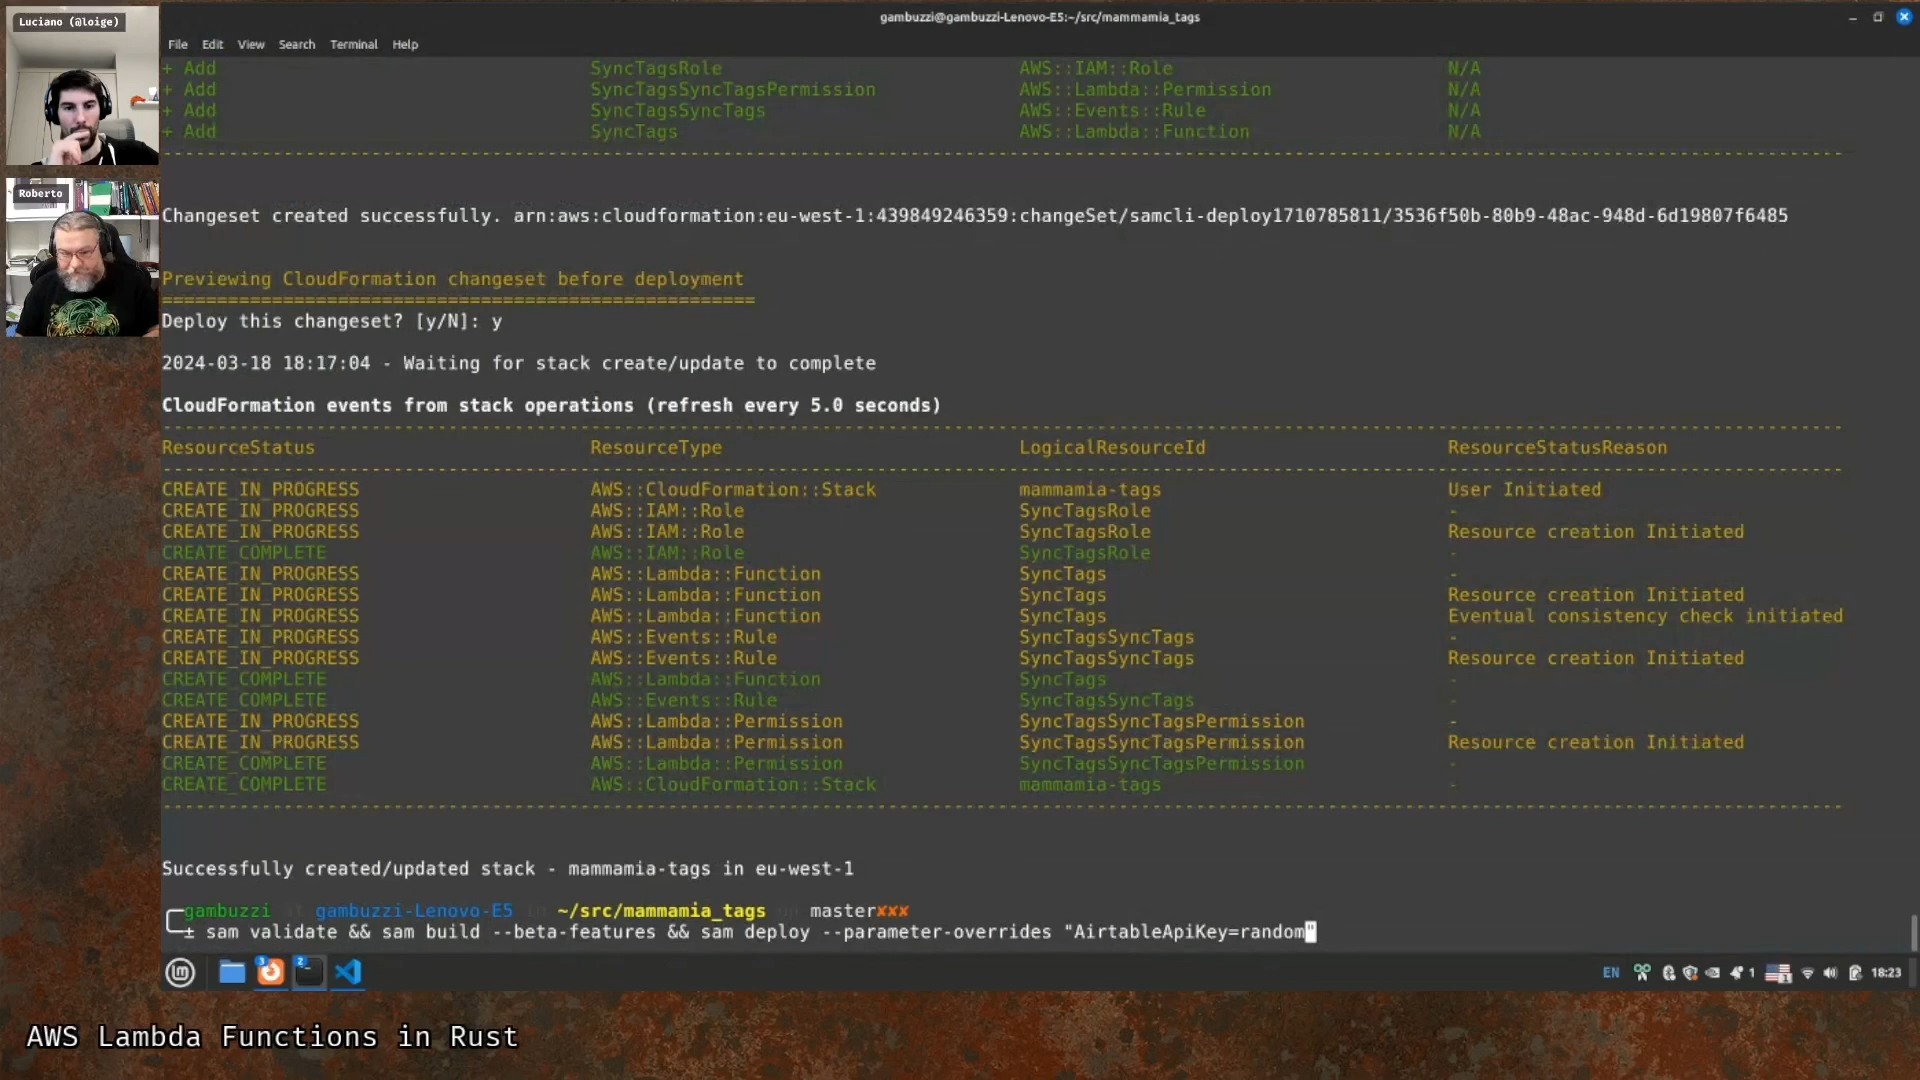 Luciano (@loige)
Roberto
gambuzzi@gambuzzi-Lenovo-E5:~/src/mammamia_tags
File Edit View Search Terminal Help
+ Add SyncTagsRole AWS::IAM::Role N/A
+ Add SyncTagsSyncTagsPermission AWS::Lambda::Permission N/A
+ Add SyncTagsSyncTags AWS::Events::Rule N/A
+ Add SyncTags AWS::Lambda::Function N/A
Changeset created successfully. arn:aws:cloudformation:eu-west-1:439849246359:changeSet/samcli-deploy1710785811/3536f50b-80b9-48ac-948d-6d19807f6485
Previewing CloudFormation changeset before deployment
======================================================
Deploy this changeset? [y/N]: y
2024-03-18 18:17:04 - Waiting for stack create/update to complete
CloudFormation events from stack operations (refresh every 5.0 seconds)
ResourceStatus ResourceType LogicalResourceId ResourceStatusReason
CREATE_IN_PROGRESS AWS::CloudFormation::Stack mammamia-tags User Initiated
CREATE_IN_PROGRESS AWS::IAM::Role SyncTagsRole -
CREATE_IN_PROGRESS AWS::IAM::Role SyncTagsRole Resource creation Initiated
CREATE_COMPLETE AWS::IAM::Role SyncTagsRole -
CREATE_IN_PROGRESS AWS::Lambda::Function SyncTags -
CREATE_IN_PROGRESS AWS::Lambda::Function SyncTags Resource creation Initiated
CREATE_IN_PROGRESS AWS::Lambda::Function SyncTags Eventual consistency check initiated
CREATE_IN_PROGRESS AWS::Events::Rule SyncTagsSyncTags -
CREATE_IN_PROGRESS AWS::Events::Rule SyncTagsSyncTags Resource creation Initiated
CREATE_COMPLETE AWS::Lambda::Function SyncTags -
CREATE_COMPLETE AWS::Events::Rule SyncTagsSyncTags -
CREATE_IN_PROGRESS AWS::Lambda::Permission SyncTagsSyncTagsPermission -
CREATE_IN_PROGRESS AWS::Lambda::Permission SyncTagsSyncTagsPermission Resource creation Initiated
CREATE_COMPLETE AWS::Lambda::Permission SyncTagsSyncTagsPermission -
CREATE_COMPLETE AWS::CloudFormation::Stack mammamia-tags -
Successfully created/updated stack - mammamia-tags in eu-west-1
gambuzzi at gambuzzi-Lenovo-E5 in ~/src/mammamia_tags on master✘✘✘
± sam validate && sam build --beta-features && sam deploy --parameter-overrides "AirtableApiKey=random"
3 2 EN 1 18:23
AWS Lambda Functions in Rust